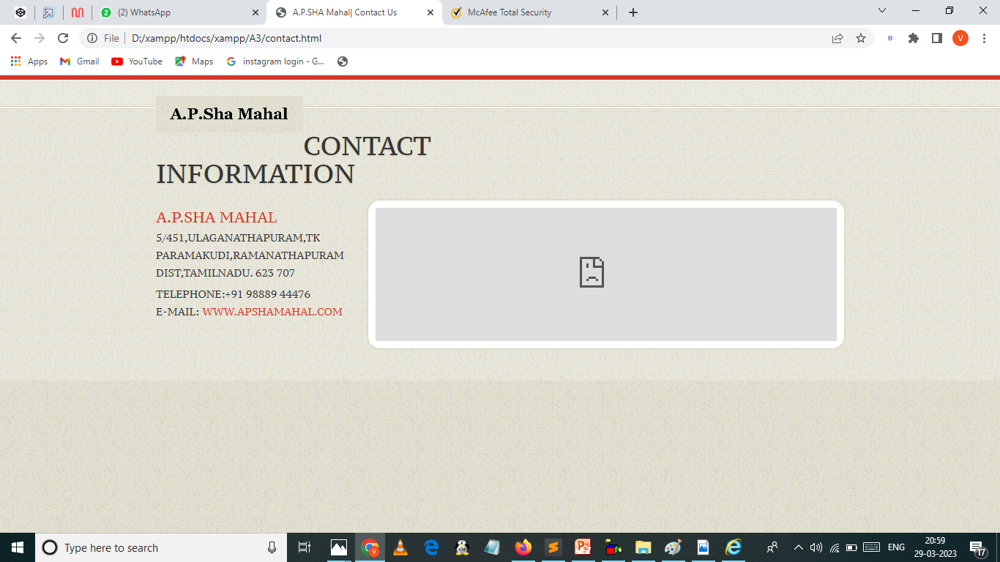 (2) WhatsApp
A.P.SHA Mahal| Contact Us
McAfee Total Security
File
D:/xampp/htdocs/xampp/A3/contact.html
B
V
Apps
Gmail
YouTube
Maps
instagram login - G...
A.P.Sha Mahal
CONTACT
INFORMATION
A.P.SHA MAHAL
5/451,ULAGANATHAPURAM,TK
PARAMAKUDI,RAMANATHAPURAM
DIST,TAMILNADU. 623 707
TELEPHONE:+91 98889 44476
E-MAIL: WWW.APSHAMAHAL.COM
Type here to search
ENG
20:59
29-03-2023
17